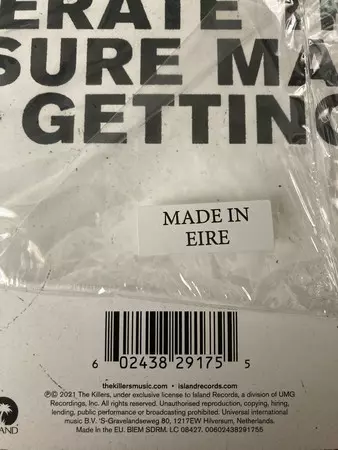 ERATE
SURE MA
GETTING
MADE IN
EIRE
6 02438 29175 5
thekillersmusic.com • islandrecords.com
℗© 2021 The Killers, under exclusive license to Island Records, a division of UMG
Recordings, Inc. All rights reserved. Unauthorised reproduction, copying, hiring,
lending, public performance or broadcasting prohibited. Universal international
music B.V. 'S-Gravelandseweg 80, 1217EW Hilversum, Netherlands.
Made in the EU. BIEM SDRM. LC 08427. 00602438291755
LAND